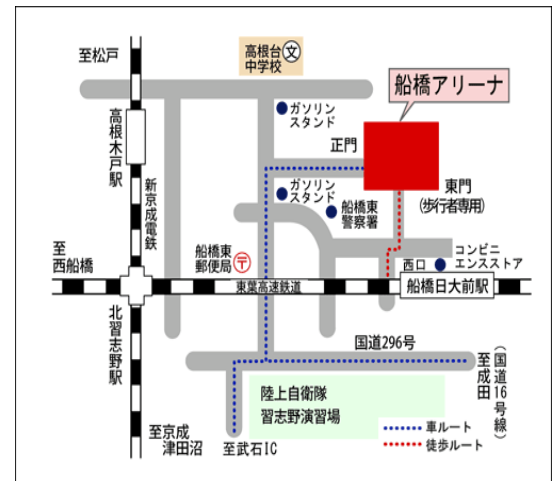 至松戸
高根台
中学校
文
船橋アリーナ
ガソリン
スタンド
正門
高根木戸駅
新京成電鉄
ガソリン
スタンド
東門
(歩行者専用)
船橋東
警察署
至
西船橋
船橋東
郵便局
〒
コンビニ
エンスストア
西口
東葉高速鉄道
船橋日大前駅
北習志野駅
国道296号
至成田
(国道16号線)
陸上自衛隊
習志野演習場
至京成
津田沼
至武石IC
車ルート
徒歩ルート